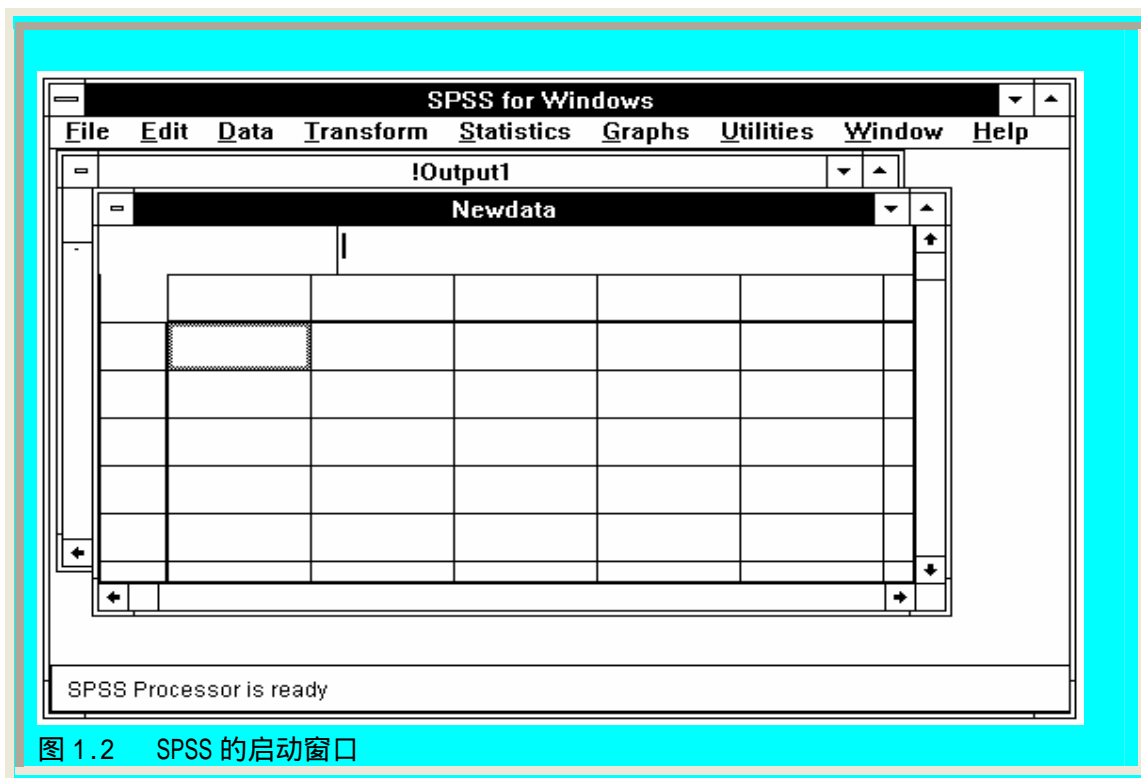 SPSS for Windows
File Edit Data Transform Statistics Graphs Utilities Window Help
!Output1
Newdata
SPSS Processor is ready
图 1.2 SPSS 的启动窗口